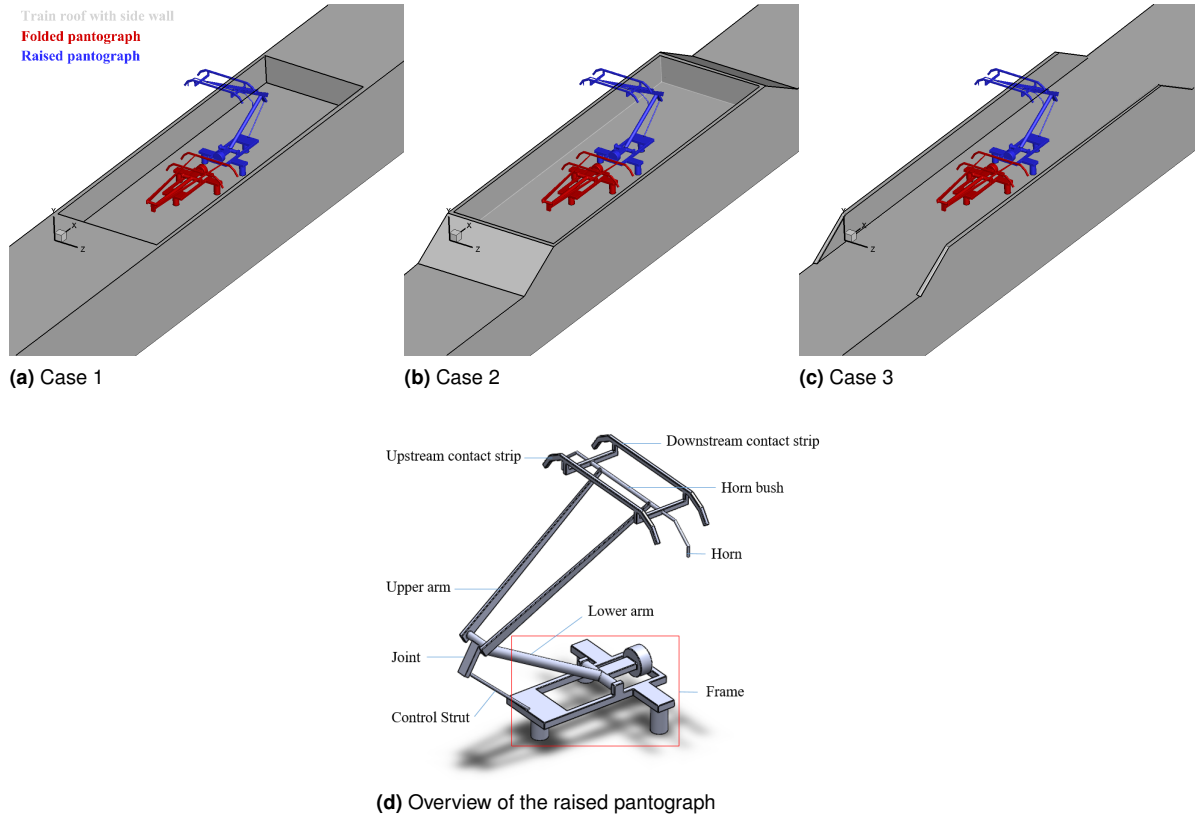 Train roof with side wall
Folded pantograph
Raised pantograph
Y
X
Z
Y
X
Z
Y
X
Z
(a) Case 1
(b) Case 2
(c) Case 3
Downstream contact strip
Upstream contact strip
Horn bush
Horn
Upper arm
Lower arm
Joint
Frame
Control Strut
(d) Overview of the raised pantograph